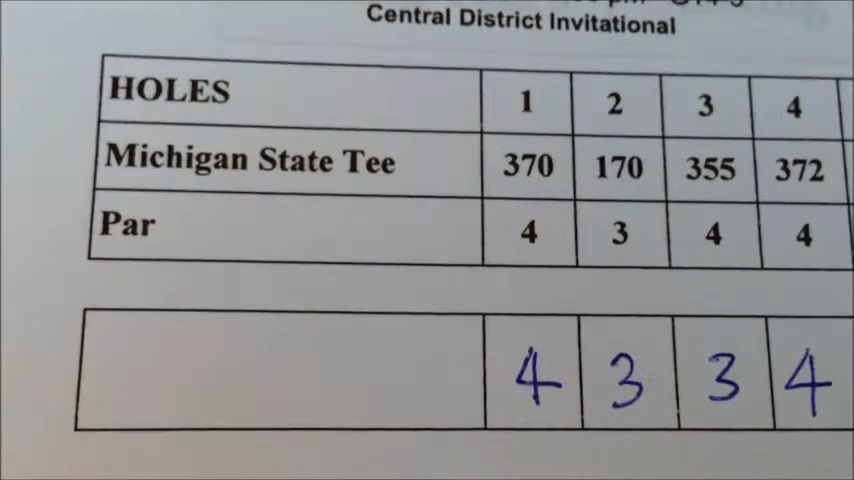 Central District Invitational
HOLES 1 2 3 4
Michigan State Tee 370 170 355 372
Par 4 3 4 4
4 3 3 4